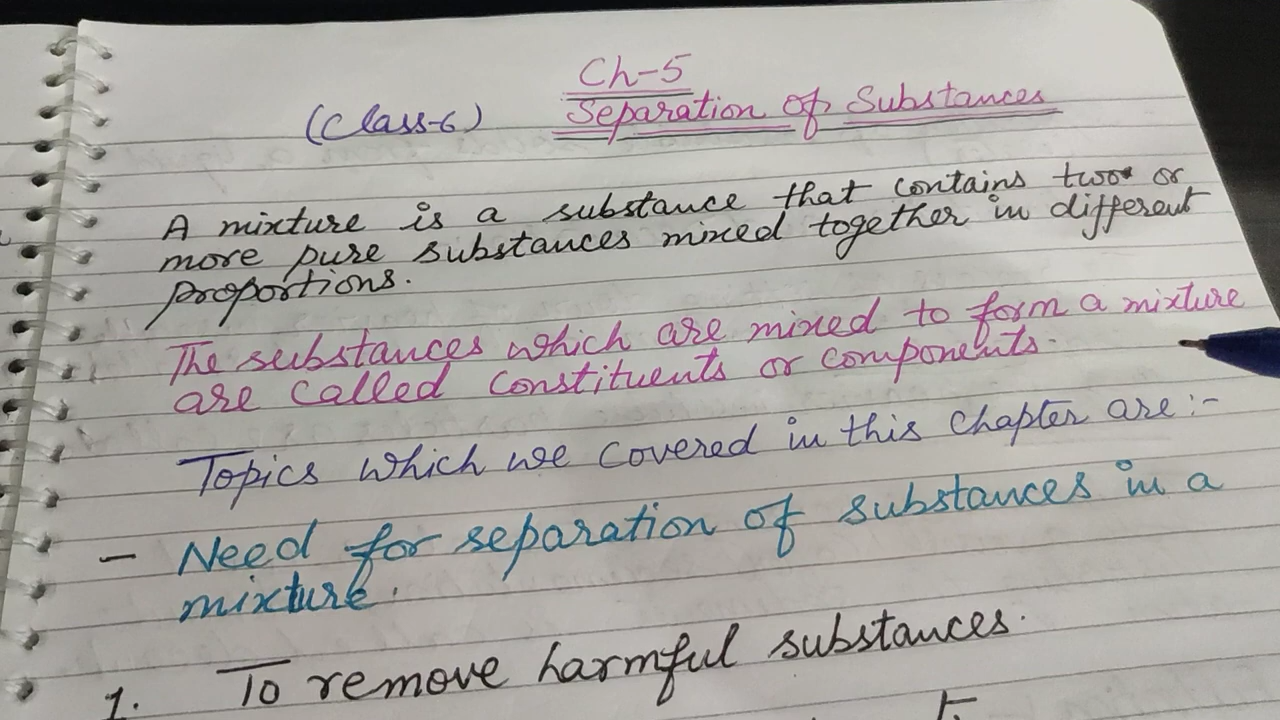 Ch-5
(Class-6) Separation of Substances
A mixture is a substance that contains two or
more pure substances mixed together in different
proportions.
The substances which are mixed to form a mixture
are called constituents or components.
Topics which we covered in this chapter are :-
- Need for separation of substances in a
mixture.
1. To remove harmful substances.